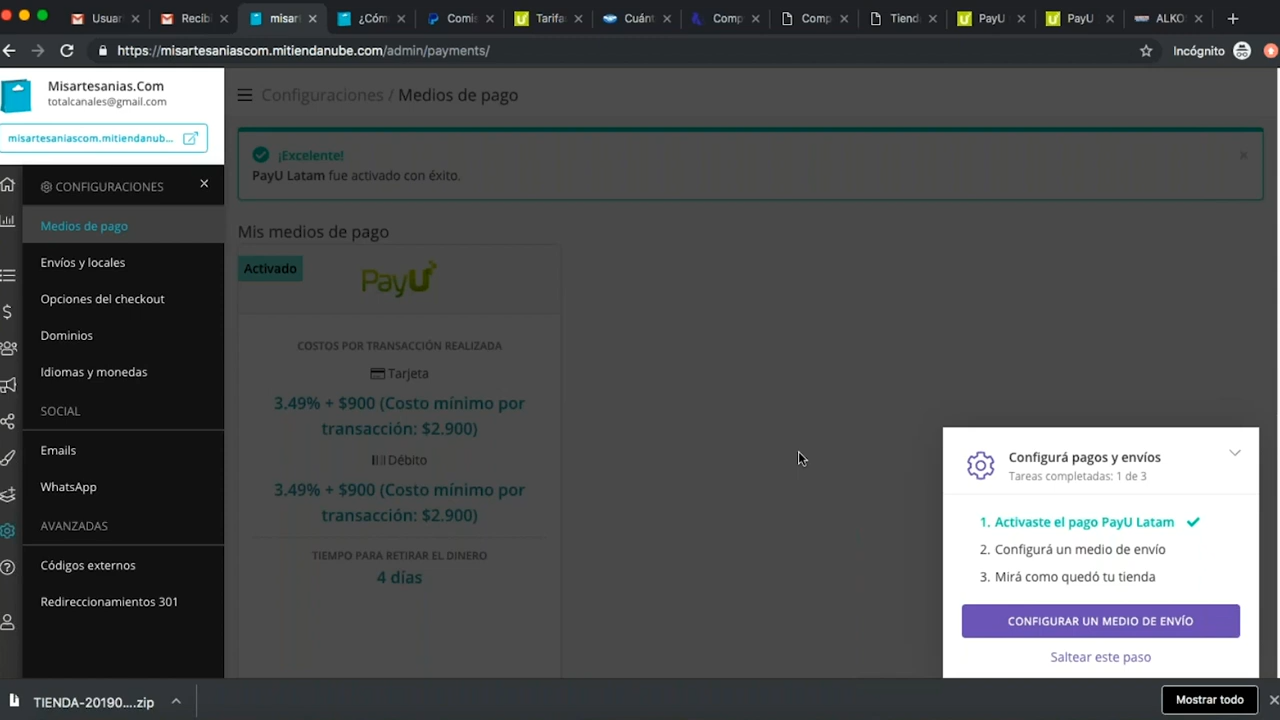 Usuar
Recibi
misart
¿Cóm
Comis
Tarifa
Cuánt
Comp
Comp
Tienda
PayU
PayU
ALKO
https://misartesaniascom.mitiendanube.com/admin/payments/
Incógnito
Misartesanias.Com
totalcanales@gmail.com
misartesaniascom.mitiendanub...
Configuraciones / Medios de pago
¡Excelente!
PayU Latam fue activado con éxito.
CONFIGURACIONES
Medios de pago
Envíos y locales
Opciones del checkout
Dominios
Idiomas y monedas
SOCIAL
Emails
WhatsApp
AVANZADAS
Códigos externos
Redireccionamientos 301
Mis medios de pago
Activado
PayU
COSTOS POR TRANSACCIÓN REALIZADA
Tarjeta
3.49% + $900 (Costo mínimo por
transacción: $2.900)
Débito
3.49% + $900 (Costo mínimo por
transacción: $2.900)
TIEMPO PARA RETIRAR EL DINERO
4 días
Configurá pagos y envíos
Tareas completadas: 1 de 3
1. Activaste el pago PayU Latam
2. Configurá un medio de envío
3. Mirá como quedó tu tienda
CONFIGURAR UN MEDIO DE ENVÍO
Saltear este paso
TIENDA-20190....zip
Mostrar todo